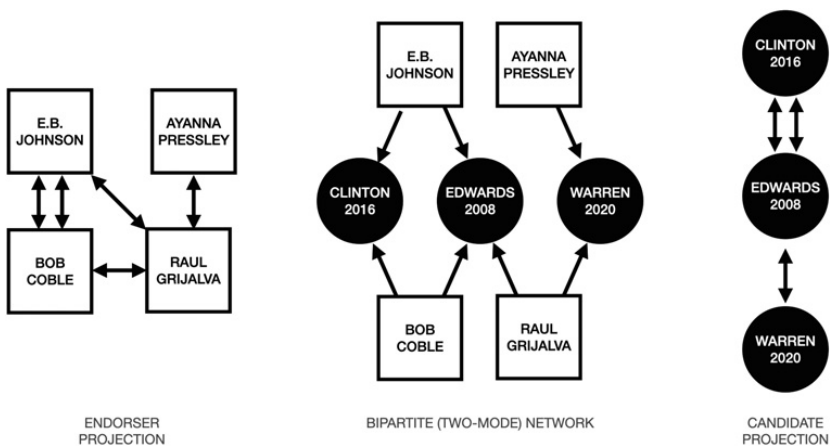 E.B.
JOHNSON
AYANNA
PRESSLEY
BOB
COBLE
RAUL
GRIJALVA
ENDORSER
PROJECTION
E.B.
JOHNSON
AYANNA
PRESSLEY
CLINTON
2016
EDWARDS
2008
WARREN
2020
BOB
COBLE
RAUL
GRIJALVA
BIPARTITE (TWO-MODE) NETWORK
CLINTON
2016
EDWARDS
2008
WARREN
2020
CANDIDATE
PROJECTION